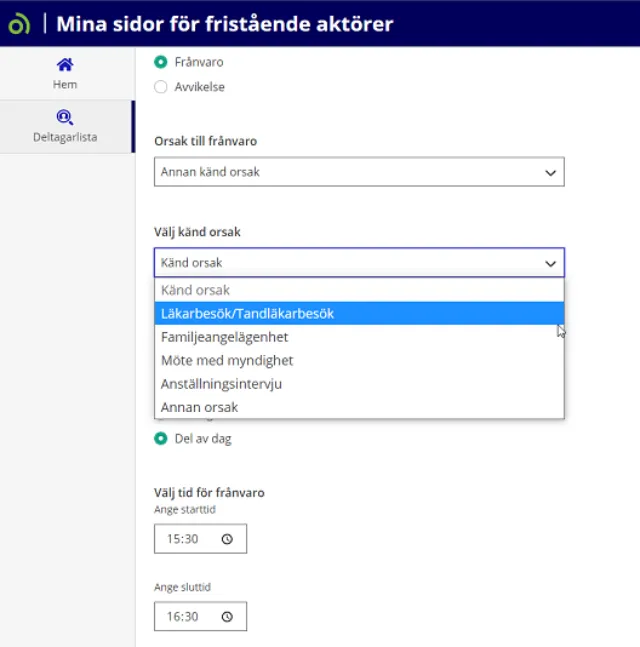 Mina sidor för fristående aktörer
Hem
Deltagarlista
Frånvaro
Avvikelse
Orsak till frånvaro
Annan känd orsak
Välj känd orsak
Känd orsak
Känd orsak
Läkarbesök/Tandläkarbesök
Familjeangelägenhet
Möte med myndighet
Anställningsintervju
Annan orsak
Del av dag
Välj tid för frånvaro
Ange starttid
15:30
Ange sluttid
16:30